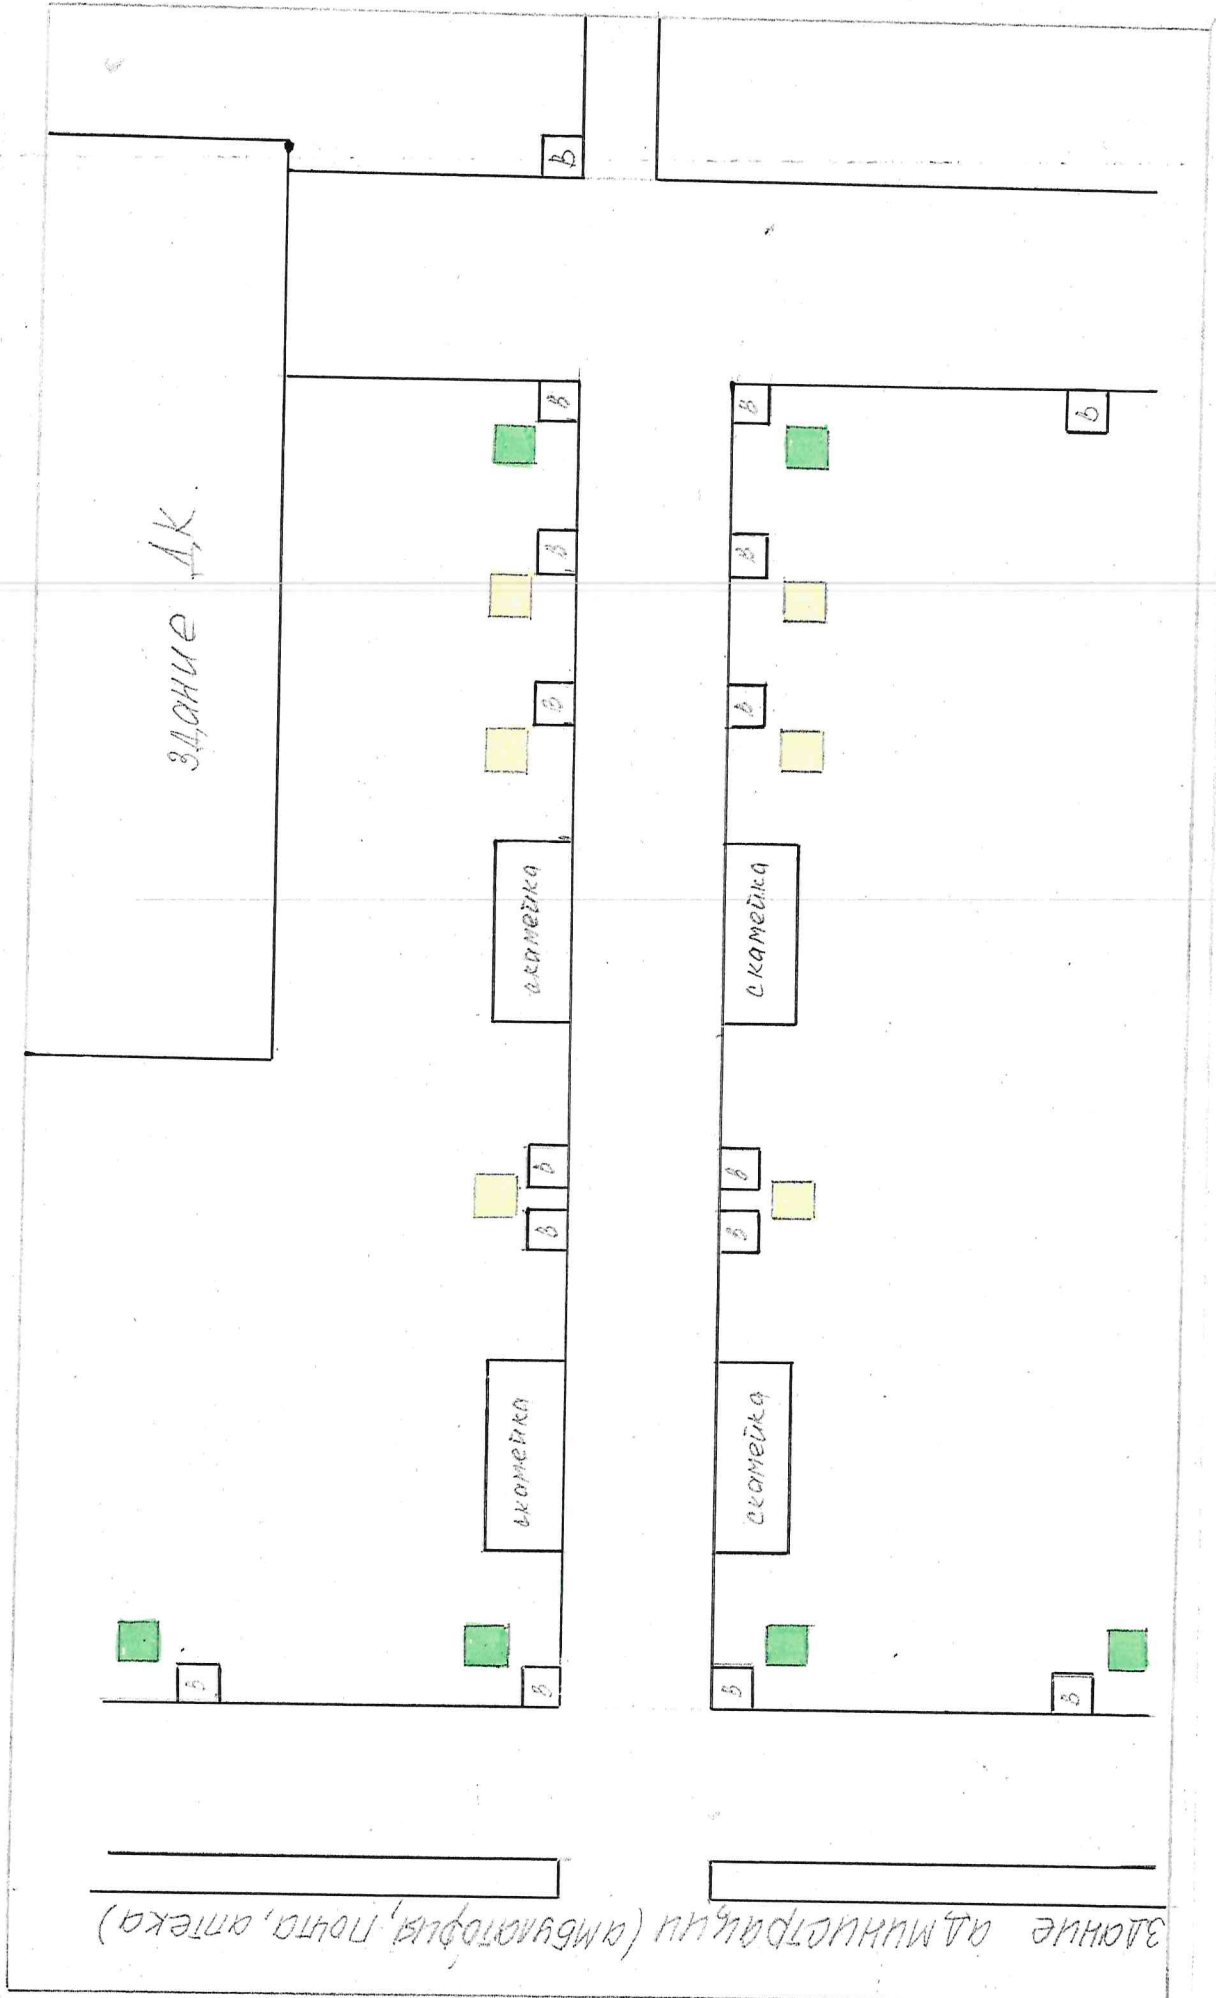 В
здание ДК.
В
В
В
В
В
В
В
скамейка
скамейка
В
В
В
В
скамейка
скамейка
В
В
В
В
здание администрации (амбулатория, почта, аптека)